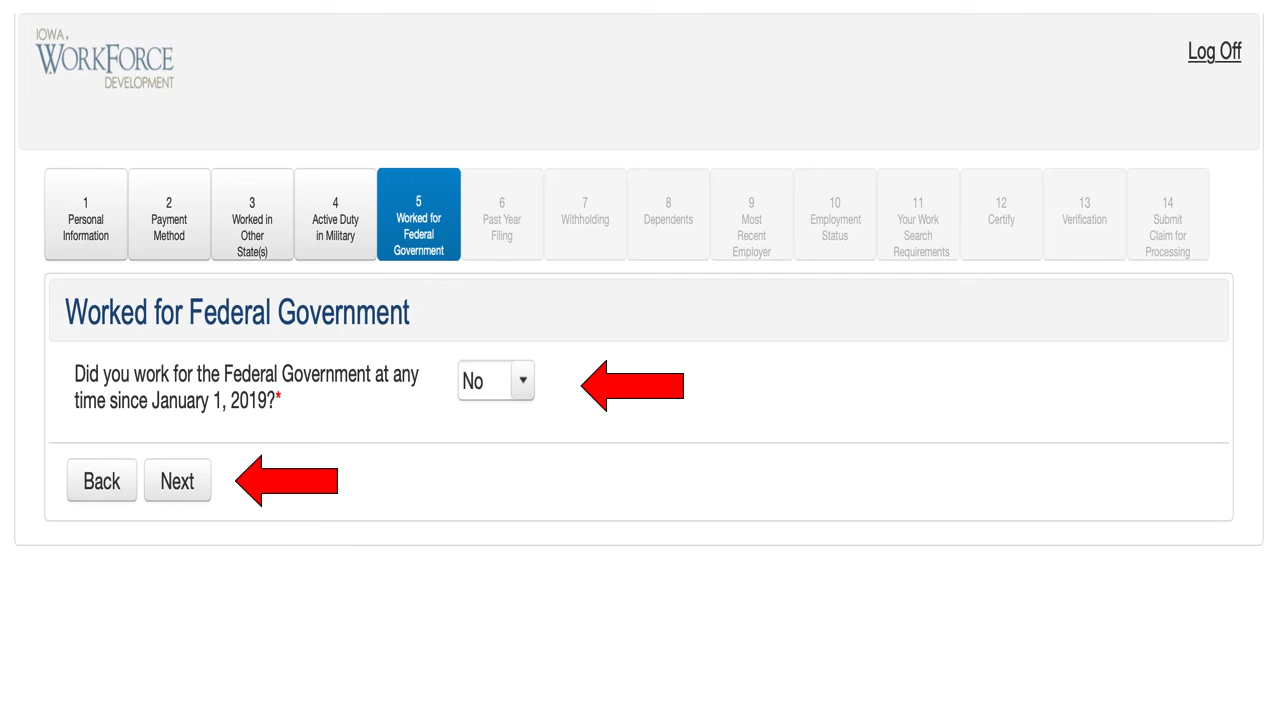 IOWA
WORKFORCE
DEVELOPMENT
Log Off
1
Personal
Information
2
Payment
Method
3
Worked in
Other
State(s)
4
Active Duty
in Military
5
Worked for
Federal
Government
6
Past Year
Filing
7
Withholding
8
Dependents
9
Most
Recent
Employer
10
Employment
Status
11
Your Work
Search
Requirements
12
Certify
13
Verification
14
Submit
Claim for
Processing
Worked for Federal Government
Did you work for the Federal Government at any
time since January 1, 2019?*
No
Back
Next